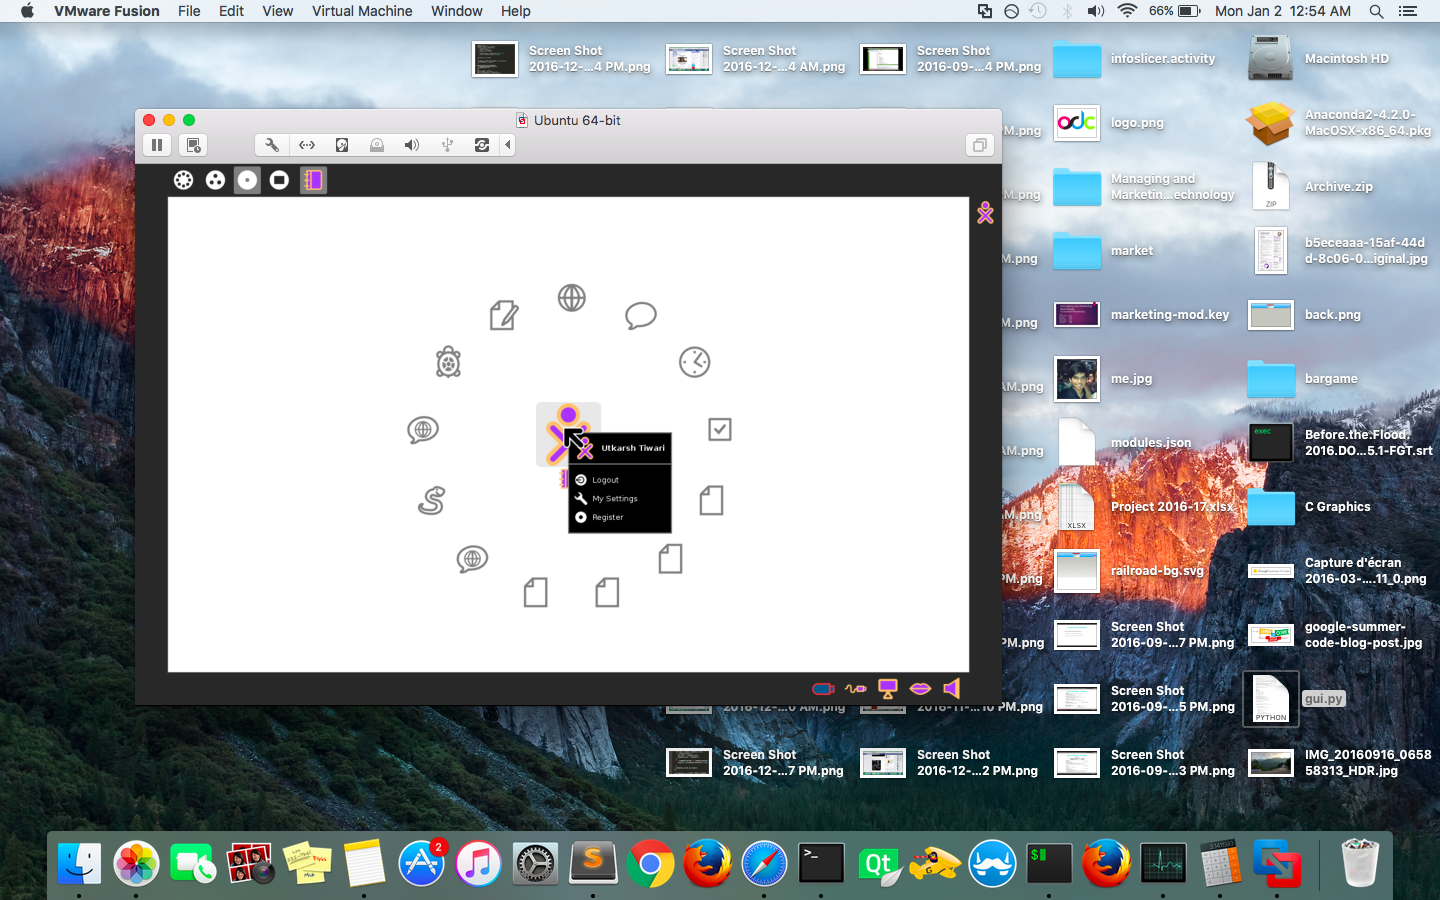 VMware Fusion File Edit View Virtual Machine Window Help
66% Mon Jan 2 12:54 AM
Screen Shot
2016-12-...4 PM.png
Screen Shot
2016-12-...4 AM.png
Screen Shot
2016-09-...4 PM.png
infoslicer.activity
Macintosh HD
Ubuntu 64-bit
M.png
logo.png
Anaconda2-4.2.0-
MacOSX-x86_64.pkg
M.png
Managing and
Marketin...echnology
ZIP
Archive.zip
M.png
market
b5eceaaa-15af-44d
d-8c06-0...iginal.jpg
M.png
marketing-mod.key
back.png
AM.png
me.jpg
bargame
modules.json
exec
Before.the.Flood.
2016.DO...5.1-FGT.srt
Utkarsh Tiwari
Logout
My Settings
Register
AM.png
XLSX
Project 2016-17.xlsx
C Graphics
PM.png
railroad-bg.svg
Capture d'écran
2016-03-....11_0.png
PM.png
Screen Shot
2016-09-...7 PM.png
google-summer-
code-blog-post.jpg
2016-12-...0 AM.png
2016-11-...10 PM.png
Screen Shot
2016-09-...5 PM.png
PYTHON
gui.py
Screen Shot
2016-12-...7 PM.png
Screen Shot
2016-12-...2 PM.png
Screen Shot
2016-09-...3 PM.png
IMG_20160916_0658
58313_HDR.jpg
2
Qt